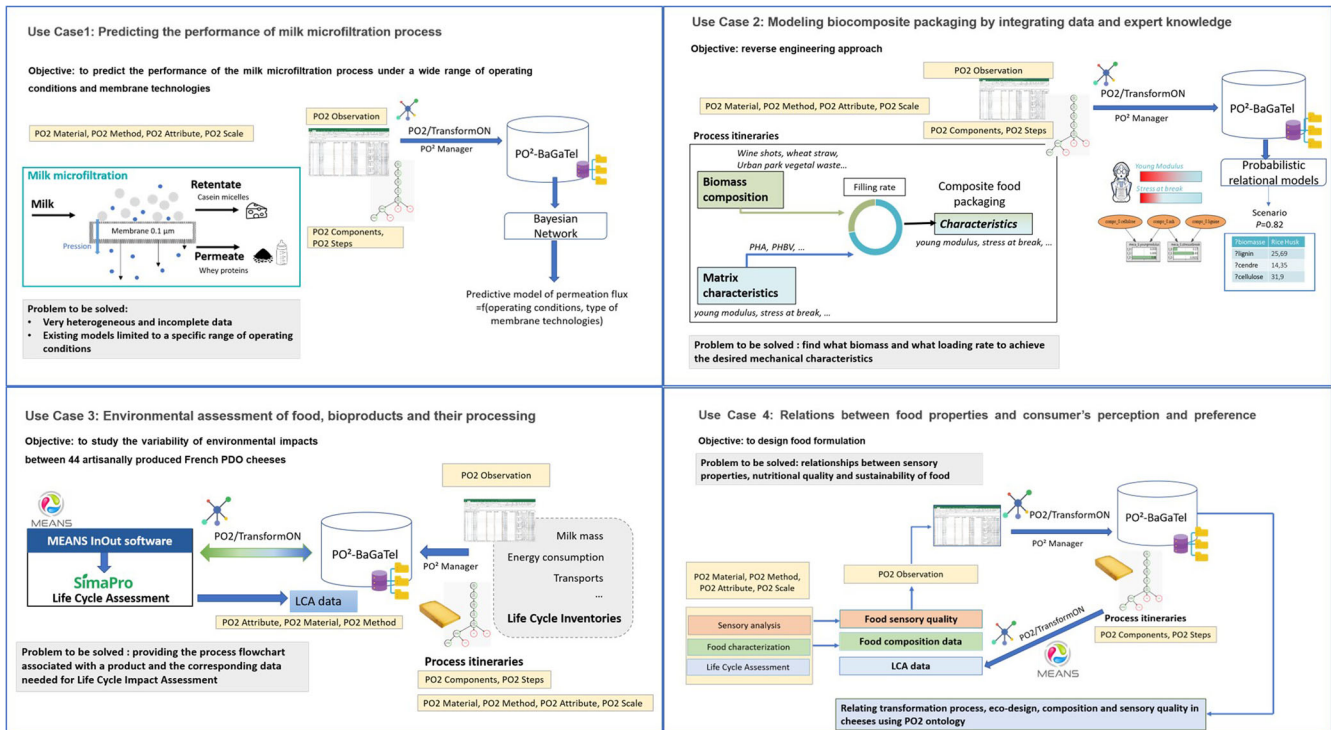 Use Case1: Predicting the performance of milk microfiltration process
Objective: to predict the performance of the milk microfiltration process under a wide range of operating
conditions and membrane technologies
PO2 Material, PO2 Method, PO2 Attribute, PO2 Scale
PO2 Observation
PO2/TransformON
PO² Manager
PO²-BaGaTel
PO2 Components,
PO2 Steps
Bayesian
Network
Predictive model of permeation flux
=f(operating conditions, type of
membrane technologies)
Milk microfiltration
Milk
Membrane 0.1 µm
Pression
Retentate
Casein micelles
Permeate
Whey proteins
Problem to be solved:
• Very heterogeneous and incomplete data
• Existing models limited to a specific range of operating
conditions
Use Case 2: Modeling biocomposite packaging by integrating data and expert knowledge
Objective: reverse engineering approach
PO2 Observation
PO2 Material, PO2 Method, PO2 Attribute, PO2 Scale
PO2/TransformON
PO² Manager
PO2 Components, PO2 Steps
PO²-BaGaTel
Process itineraries
Wine shots, wheat straw,
Urban park vegetal waste...
Biomass
composition
Filling rate
Composite food
packaging
Characteristics
young modulus, stress at break, ...
PHA, PHBV, ...
Matrix
characteristics
young modulus, stress at break, ...
Young Modulus
Stress at break
Probabilistic
relational models
Scenario
P=0.82
?biomasse Rice Husk
?lignin 25,69
?cendre 14,35
?cellulose 31,9
Problem to be solved : find what biomass and what loading rate to achieve
the desired mechanical characteristics
Use Case 3: Environmental assessment of food, bioproducts and their processing
Objective: to study the variability of environmental impacts
between 44 artisanally produced French PDO cheeses
PO2 Observation
MEANS
MEANS InOut software
SimaPro
Life Cycle Assessment
PO2/TransformON
PO²-BaGaTel
PO² Manager
LCA data
PO2 Attribute, PO2 Material, PO2 Method
Milk mass
Energy consumption
Transports
...
Life Cycle Inventories
Problem to be solved : providing the process flowchart
associated with a product and the corresponding data
needed for Life Cycle Impact Assessment
Process itineraries
PO2 Components, PO2 Steps
PO2 Material, PO2 Method, PO2 Attribute, PO2 Scale
Use Case 4: Relations between food properties and consumer's perception and preference
Objective: to design food formulation
Problem to be solved: relationships between sensory
properties, nutritional quality and sustainability of food
PO2/TransformON
PO² Manager
PO²-BaGaTel
PO2 Material, PO2 Method,
PO2 Attribute, PO2 Scale
PO2 Observation
Sensory analysis
Food characterization
Life Cycle Assessment
Food sensory quality
Food composition data
LCA data
PO2/TransformON
MEANS
Process itineraries
PO2 Components, PO2 Steps
Relating transformation process, eco-design, composition and sensory quality in
cheeses using PO2 ontology